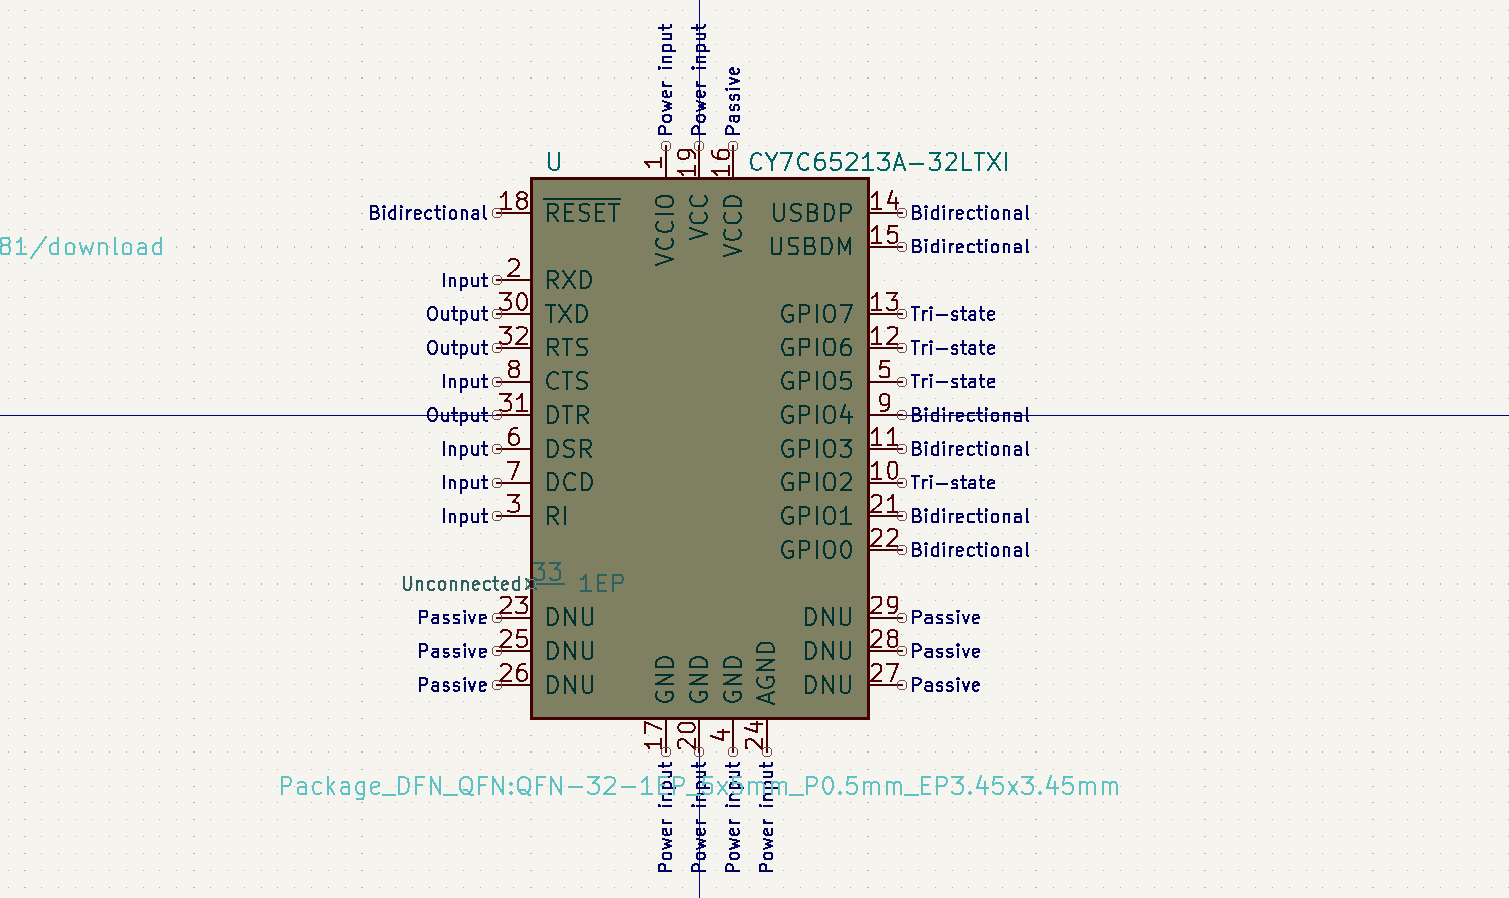 Power input
Power input
Passive
1
19
16
U
CY7C65213A-32LTXI
VCCIO
VCC
VCCD
Bidirectional 18 RESET
USBDP 14 Bidirectional
81/download
USBDM 15 Bidirectional
Input 2 RXD
Output 30 TXD
GPIO7 13 Tri-state
Output 32 RTS
GPIO6 12 Tri-state
Input 8 CTS
GPIO5 5 Tri-state
Output 31 DTR
GPIO4 9 Bidirectional
Input 6 DSR
GPIO3 11 Bidirectional
Input 7 DCD
GPIO2 10 Tri-state
Input 3 RI
GPIO1 21 Bidirectional
GPIO0 22 Bidirectional
Unconnected 33 1EP
Passive 23 DNU
DNU 29 Passive
Passive 25 DNU
DNU 28 Passive
Passive 26 DNU
DNU 27 Passive
GND
GND
GND
AGND
17
20
4
24
Package_DFN_QFN:QFN-32-1EP_5x5mm_P0.5mm_EP3.45x3.45mm
Power input
Power input
Power input
Power input